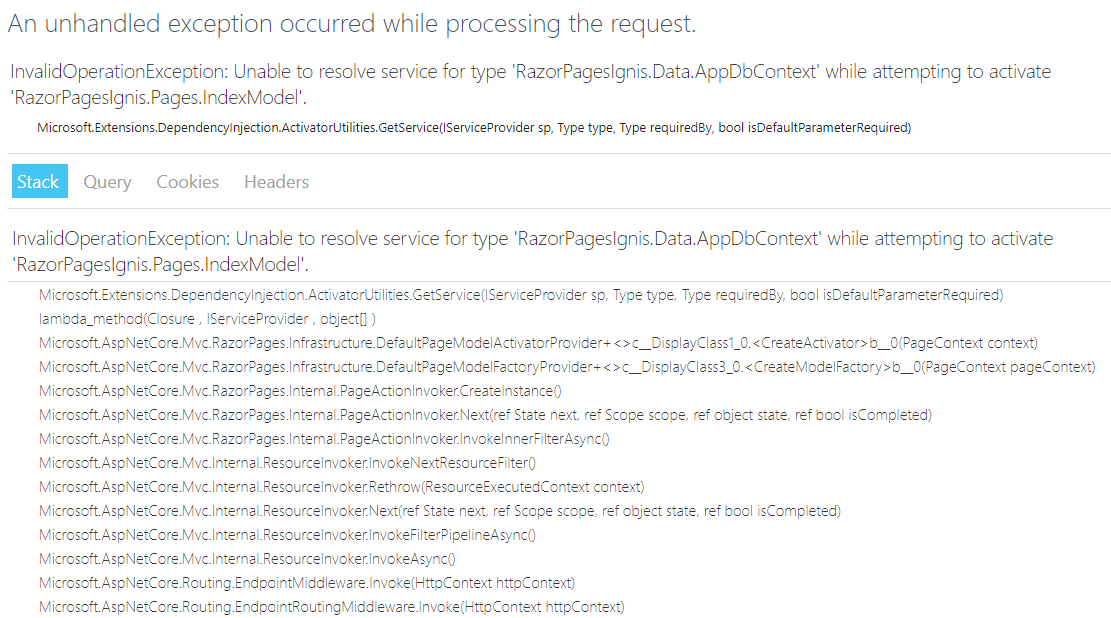 An unhandled exception occurred while processing the request.
InvalidOperationException: Unable to resolve service for type 'RazorPagesIgnis.Data.AppDbContext' while attempting to activate
'RazorPagesIgnis.Pages.IndexModel'.
Microsoft.Extensions.DependencyInjection.ActivatorUtilities.GetService(IServiceProvider sp, Type type, Type requiredBy, bool isDefaultParameterRequired)
Stack Query Cookies Headers
InvalidOperationException: Unable to resolve service for type 'RazorPagesIgnis.Data.AppDbContext' while attempting to activate
'RazorPagesIgnis.Pages.IndexModel'.
Microsoft.Extensions.DependencyInjection.ActivatorUtilities.GetService(IServiceProvider sp, Type type, Type requiredBy, bool isDefaultParameterRequired)
lambda_method(Closure , IServiceProvider , object[] )
Microsoft.AspNetCore.Mvc.RazorPages.Infrastructure.DefaultPageModelActivatorProvider+<>c__DisplayClass1_0.<CreateActivator>b__0(PageContext context)
Microsoft.AspNetCore.Mvc.RazorPages.Infrastructure.DefaultPageModelFactoryProvider+<>c__DisplayClass3_0.<CreateModelFactory>b__0(PageContext pageContext)
Microsoft.AspNetCore.Mvc.RazorPages.Internal.PageActionInvoker.CreateInstance()
Microsoft.AspNetCore.Mvc.RazorPages.Internal.PageActionInvoker.Next(ref State next, ref Scope scope, ref object state, ref bool isCompleted)
Microsoft.AspNetCore.Mvc.RazorPages.Internal.PageActionInvoker.InvokeInnerFilterAsync()
Microsoft.AspNetCore.Mvc.Internal.ResourceInvoker.InvokeNextResourceFilter()
Microsoft.AspNetCore.Mvc.Internal.ResourceInvoker.Rethrow(ResourceExecutedContext context)
Microsoft.AspNetCore.Mvc.Internal.ResourceInvoker.Next(ref State next, ref Scope scope, ref object state, ref bool isCompleted)
Microsoft.AspNetCore.Mvc.Internal.ResourceInvoker.InvokeFilterPipelineAsync()
Microsoft.AspNetCore.Mvc.Internal.ResourceInvoker.InvokeAsync()
Microsoft.AspNetCore.Routing.EndpointMiddleware.Invoke(HttpContext httpContext)
Microsoft.AspNetCore.Routing.EndpointRoutingMiddleware.Invoke(HttpContext httpContext)